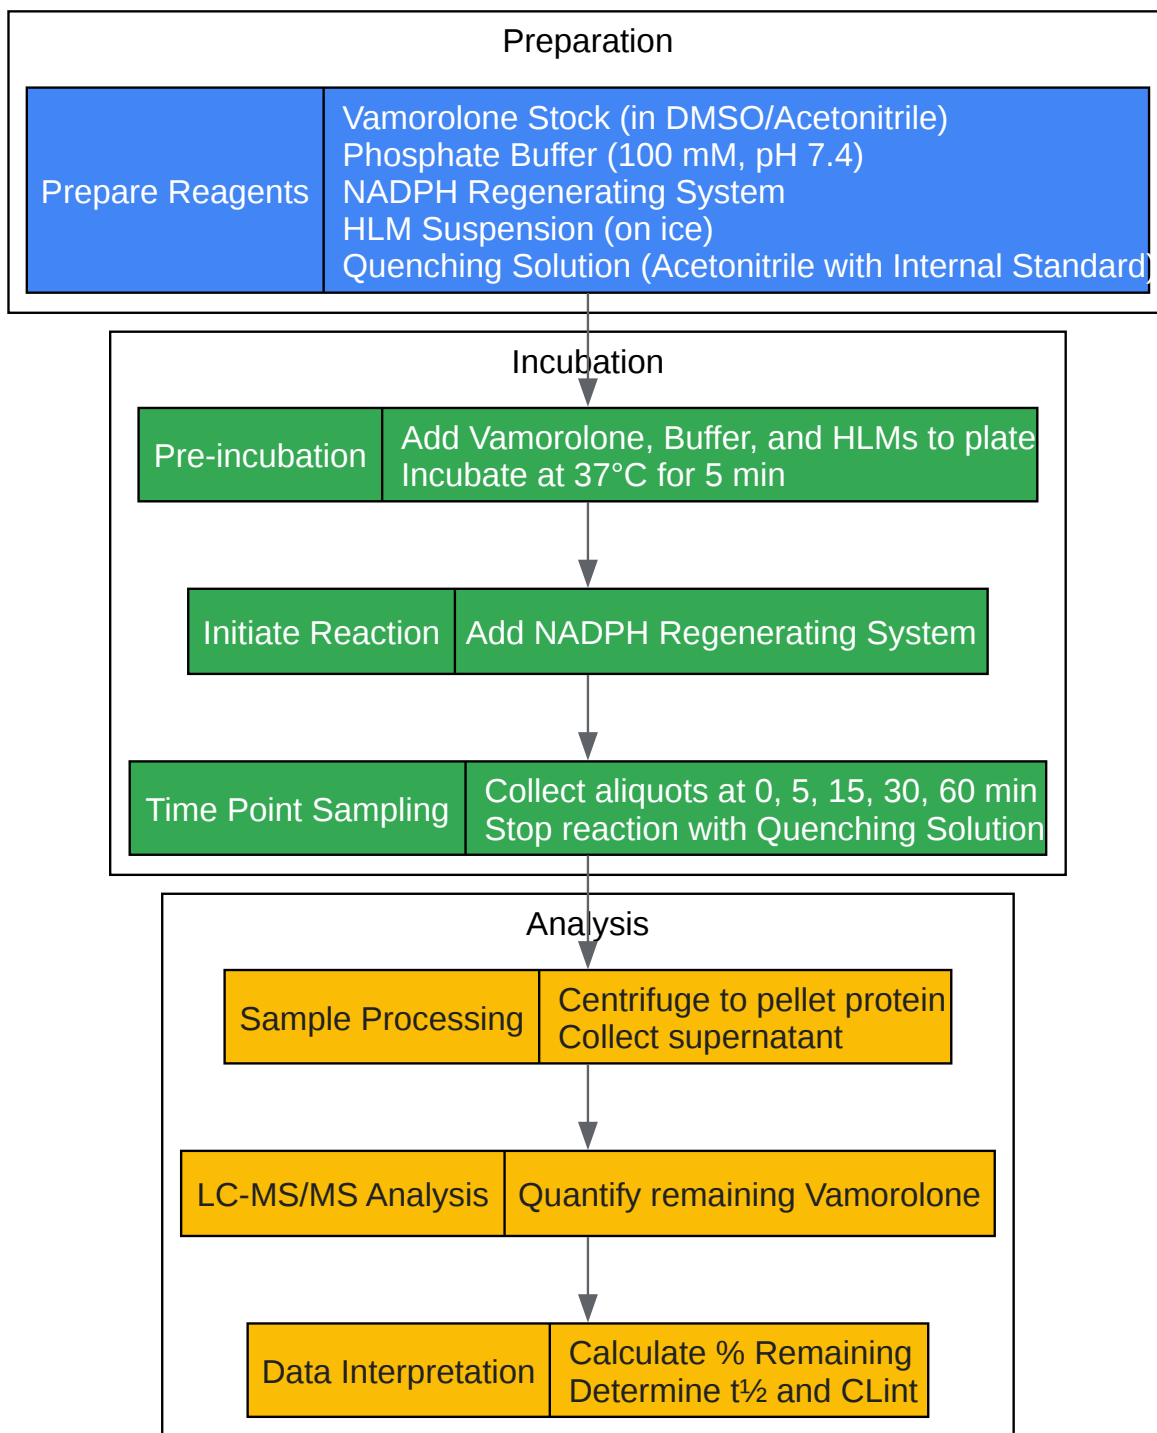 Preparation
Prepare Reagents
Vamorolone Stock (in DMSO/Acetonitrile)
Phosphate Buffer (100 mM, pH 7.4)
NADPH Regenerating System
HLM Suspension (on ice)
Quenching Solution (Acetonitrile with Internal Standard)
Incubation
Pre-incubation
Add Vamorolone, Buffer, and HLMs to plate
Incubate at 37°C for 5 min
Initiate Reaction
Add NADPH Regenerating System
Time Point Sampling
Collect aliquots at 0, 5, 15, 30, 60 min
Stop reaction with Quenching Solution
Analysis
Sample Processing
Centrifuge to pellet protein
Collect supernatant
LC-MS/MS Analysis
Quantify remaining Vamorolone
Data Interpretation
Calculate % Remaining
Determine t½ and CLint